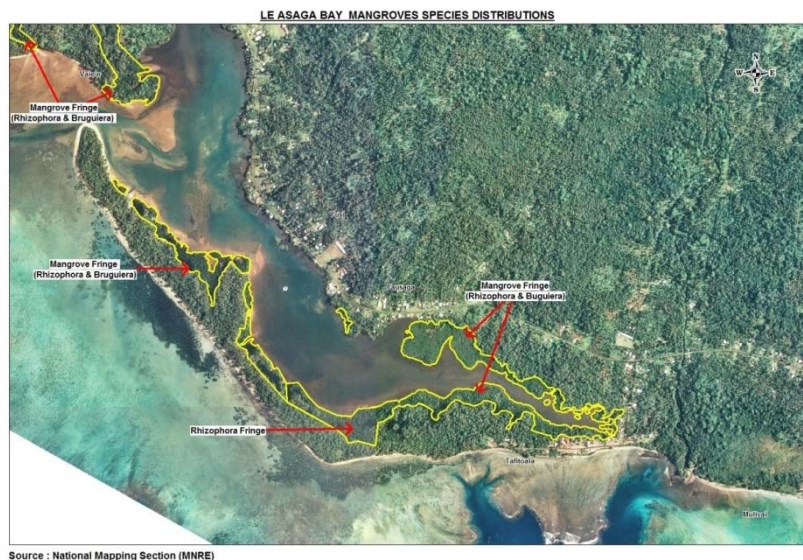 LE ASAGA BAY MANGROVES SPECIES DISTRIBUTIONS
N
W E
S
Mangrove Fringe
(Rhizophora & Bruguiera)
Mangrove Fringe
(Rhizophora & Bruguiera)
Mangrove Fringe
(Rhizophora & Buguiera)
Rhizophora Fringe
Tafitoala
Source : National Mapping Section (MNRE)